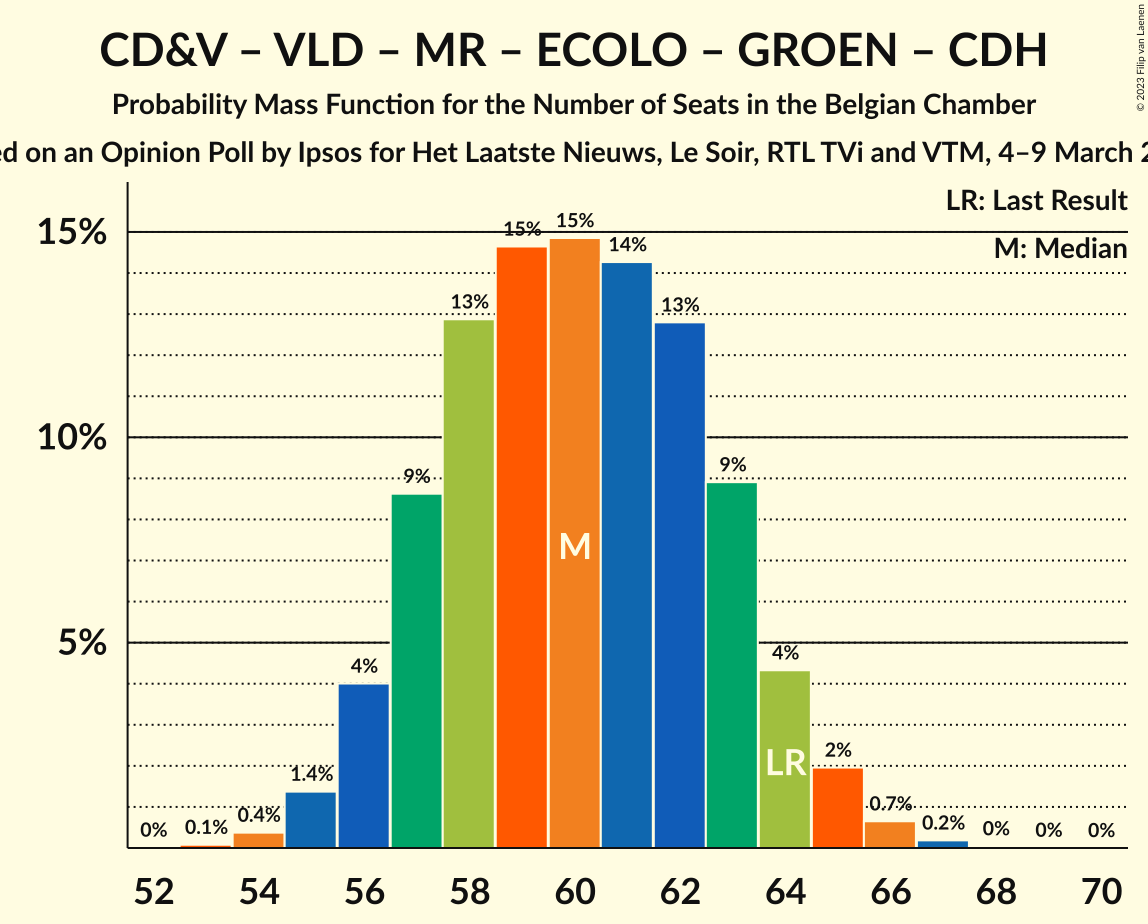 CD&V – VLD – MR – ECOLO – GROEN – CDH
Probability Mass Function for the Number of Seats in the Belgian Chamber
on an Opinion Poll by Ipsos for Het Laatste Nieuws, Le Soir, RTL TVi and VTM, 4–9 March
© 2023 Filip van Laenen
LR: Last Result
M: Median
15%
10%
5%
0% 0.1% 0.4% 1.4% 4% 9% 13% 15% 15% 14% 13% 9% 4% 2% 0.7% 0.2% 0% 0% 0%
M
LR
52 54 56 58 60 62 64 66 68 70